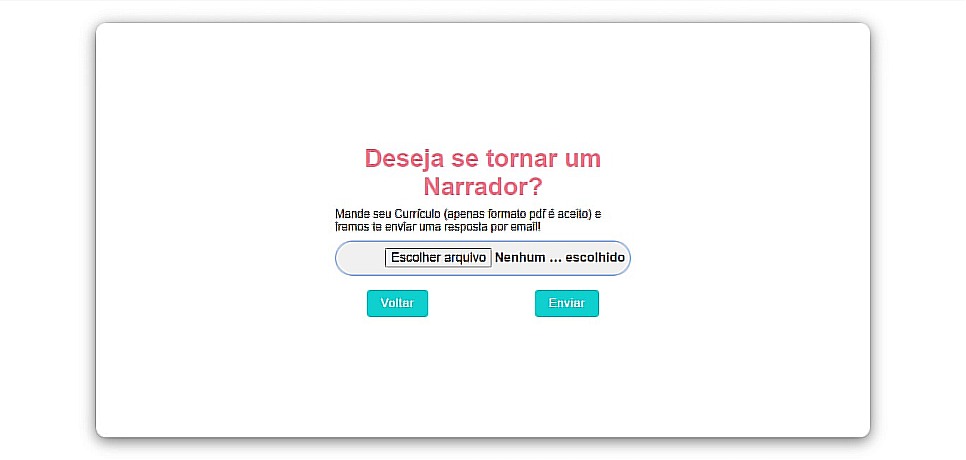 Deseja se tornar um
Narrador?
Mande seu Currículo (apenas formato pdf é aceito) e
iremos te enviar uma resposta por email!
Escolher arquivo Nenhum ... escolhido
Voltar
Enviar